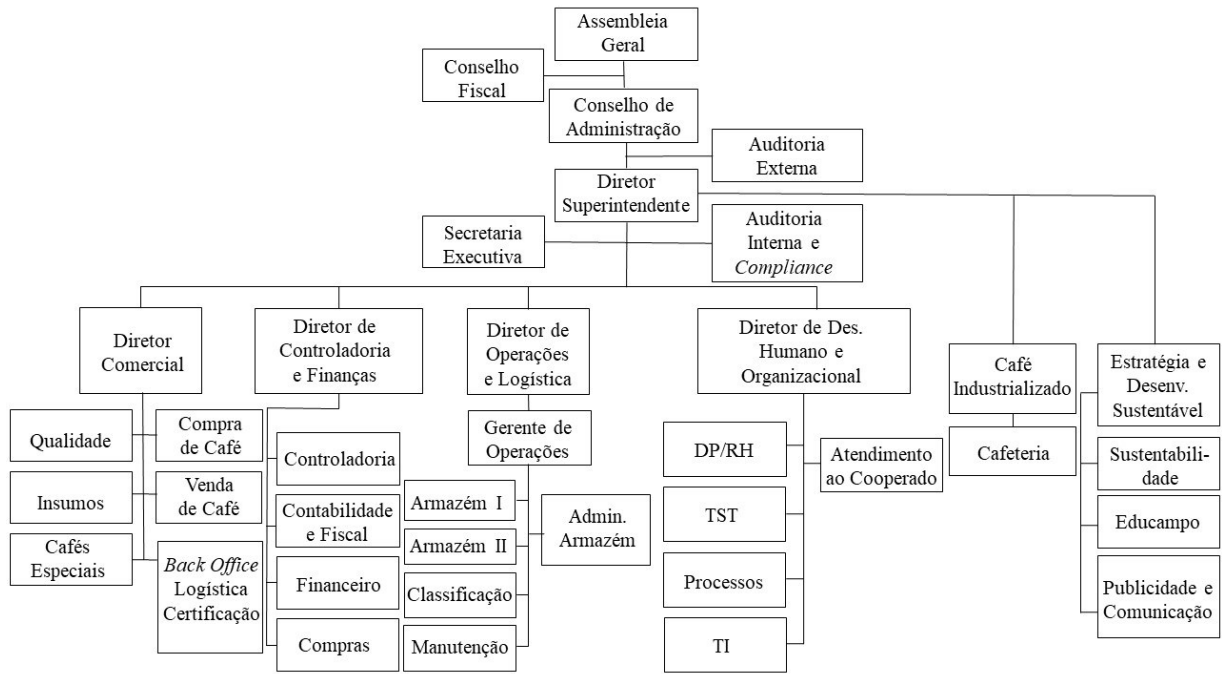 Assembleia
Geral
Conselho
Fiscal
Conselho de
Administração
Auditoria
Externa
Diretor
Superintendente
Secretaria
Executiva
Auditoria
Interna e
Compliance
Diretor
Comercial
Diretor de
Controladoria
e Finanças
Diretor de
Operações
e Logística
Diretor de Des.
Humano e
Organizacional
Café
Industrializado
Estratégia e
Desenv.
Sustentável
Qualidade
Compra
de Café
Insumos
Venda
de Café
Cafés
Especiais
Back Office
Logística
Certificação
Controladoria
Contabilidade
e Fiscal
Financeiro
Compras
Gerente de
Operações
Armazém I
Armazém II
Admin.
Armazém
Classificação
Manutenção
DP/RH
Atendimento
ao Cooperado
TST
Processos
TI
Cafeteria
Sustentabili-
dade
Educampo
Publicidade e
Comunicação